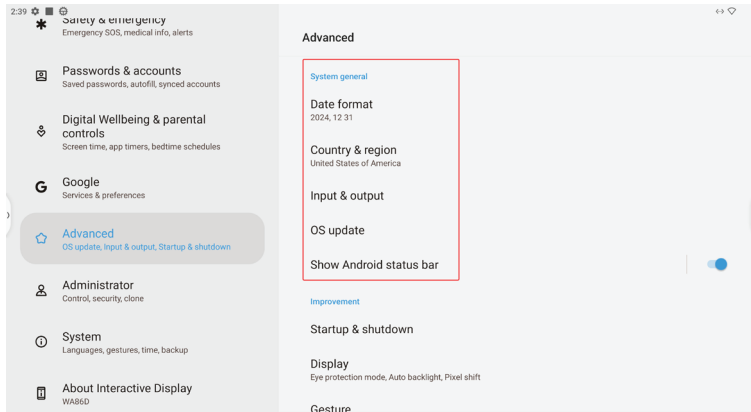 2:39
Safety & emergency
Emergency SOS, medical info, alerts
Passwords & accounts
Saved passwords, autofill, synced accounts
Digital Wellbeing & parental
controls
Screen time, app timers, bedtime schedules
Google
Services & preferences
Advanced
OS update, Input & output, Startup & shutdown
Administrator
Control, security, clone
System
Languages, gestures, time, backup
About Interactive Display
WA86D
Advanced
System general
Date format
2024, 12 31
Country & region
United States of America
Input & output
OS update
Show Android status bar
Improvement
Startup & shutdown
Display
Eye protection mode, Auto backlight, Pixel shift
Gesture